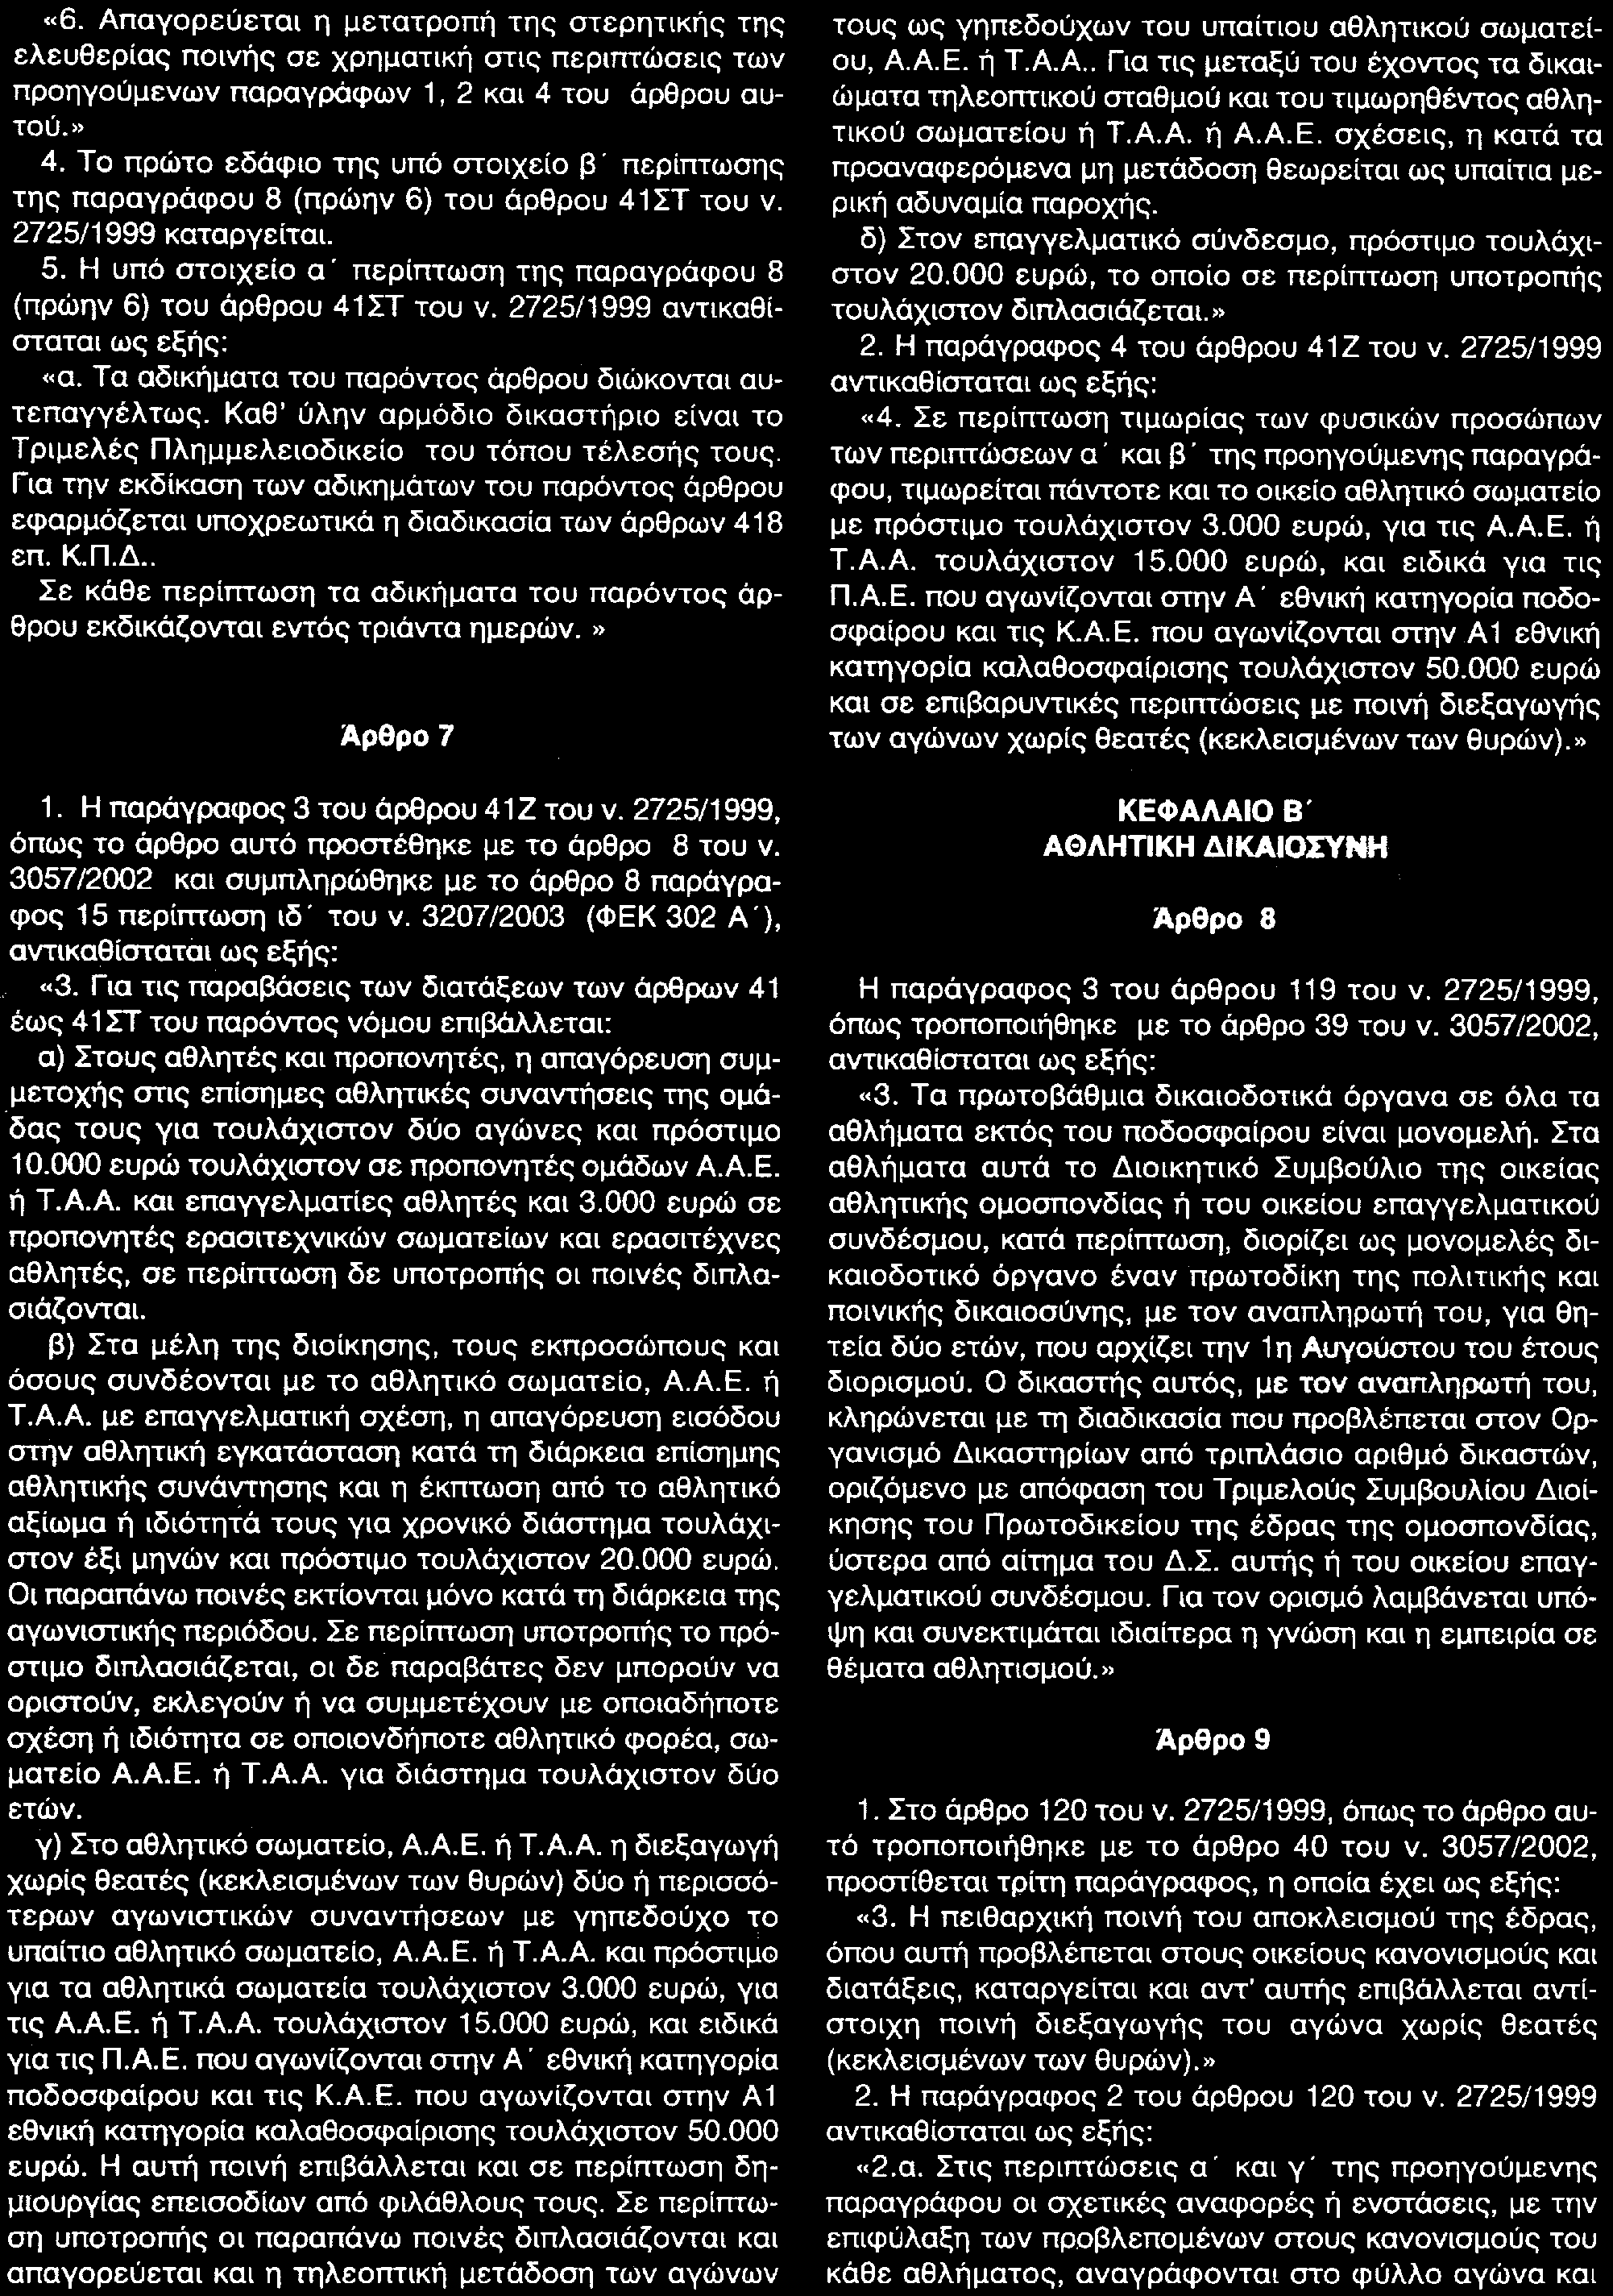 «6. Απαγορεύεται η μετατροπή της στερητικής της
ελευθερίας ποινής σε χρηματική στις περιπτώσεις των
προηγούμενων παραγράφων 1, 2 και 4 του άρθρου αυ-
τού.»
4. Το πρώτο εδάφιο της υπό στοιχείο β΄ περίπτωσης
της παραγράφου 8 (πρώην 6) του άρθρου 41ΣΤ του ν.
2725/1999 καταργείται.
5. Η υπό στοιχείο α΄ περίπτωση της παραγράφου 8
(πρώην 6) του άρθρου 41ΣΤ του ν. 2725/1999 αντικαθί-
σταται ως εξής:
«α. Τα αδικήματα του παρόντος άρθρου διώκονται αυ-
τεπαγγέλτως. Καθ' ύλην αρμόδιο δικαστήριο είναι το
Τριμελές Πλημμελειοδικείο του τόπου τέλεσής τους.
Για την εκδίκαση των αδικημάτων του παρόντος άρθρου
εφαρμόζεται υποχρεωτικά η διαδικασία των άρθρων 418
επ. Κ.Π.Δ..
Σε κάθε περίπτωση τα αδικήματα του παρόντος άρ-
θρου εκδικάζονται εντός τριάντα ημερών. »
Άρθρο 7
1. Η παράγραφος 3 του άρθρου 41Ζ του ν. 2725/1999,
όπως το άρθρο αυτό προστέθηκε με το άρθρο 8 του ν.
3057/2002 και συμπληρώθηκε με το άρθρο 8 παράγρα-
φος 15 περίπτωση ιδ΄ του ν. 3207/2003 (ΦΕΚ 302 Α΄),
αντικαθίσταται ως εξής:
«3. Για τις παραβάσεις των διατάξεων των άρθρων 41
έως 41ΣΤ του παρόντος νόμου επιβάλλεται:
α) Στους αθλητές και προπονητές, η απαγόρευση συμ-
μετοχής στις επίσημες αθλητικές συναντήσεις της ομά-
δας τους για τουλάχιστον δύο αγώνες και πρόστιμο
10.000 ευρώ τουλάχιστον σε προπονητές ομάδων Α.Α.Ε.
ή Τ.Α.Α. και επαγγελματίες αθλητές και 3.000 ευρώ σε
προπονητές ερασιτεχνικών σωματείων και ερασιτέχνες
αθλητές, σε περίπτωση δε υποτροπής οι ποινές διπλα-
σιάζονται.
β) Στα μέλη της διοίκησης, τους εκπροσώπους και
όσους συνδέονται με το αθλητικό σωματείο, Α.Α.Ε. ή
Τ.Α.Α. με επαγγελματική σχέση, η απαγόρευση εισόδου
στην αθλητική εγκατάσταση κατά τη διάρκεια επίσημης
αθλητικής συνάντησης και η έκπτωση από το αθλητικό
αξίωμα ή ιδιότητά τους για χρονικό διάστημα τουλάχι-
στον έξι μηνών και πρόστιμο τουλάχιστον 20.000 ευρώ.
Οι παραπάνω ποινές εκτίονται μόνο κατά τη διάρκεια της
αγωνιστικής περιόδου. Σε περίπτωση υποτροπής το πρό-
στιμο διπλασιάζεται, οι δε παραβάτες δεν μπορούν να
οριστούν, εκλεγούν ή να συμμετέχουν με οποιαδήποτε
σχέση ή ιδιότητα σε οποιονδήποτε αθλητικό φορέα, σω-
ματείο Α.Α.Ε. ή Τ.Α.Α. για διάστημα τουλάχιστον δύο
ετών.
γ) Στο αθλητικό σωματείο, Α.Α.Ε. ή Τ.Α.Α. η διεξαγωγή
χωρίς θεατές (κεκλεισμένων των θυρών) δύο ή περισσό-
τερων αγωνιστικών συναντήσεων με γηπεδούχο το
υπαίτιο αθλητικό σωματείο, Α.Α.Ε. ή Τ.Α.Α. και πρόστιμο
για τα αθλητικά σωματεία τουλάχιστον 3.000 ευρώ, για
τις Α.Α.Ε. ή Τ.Α.Α. τουλάχιστον 15.000 ευρώ, και ειδικά
για τις Π.Α.Ε. που αγωνίζονται στην Α΄ εθνική κατηγορία
ποδοσφαίρου και τις Κ.Α.Ε. που αγωνίζονται στην Α1
εθνική κατηγορία καλαθοσφαίρισης τουλάχιστον 50.000
ευρώ. Η αυτή ποινή επιβάλλεται και σε περίπτωση δη-
μιουργίας επεισοδίων από φιλάθλους τους. Σε περίπτω-
ση υποτροπής οι παραπάνω ποινές διπλασιάζονται και
απαγορεύεται και η τηλεοπτική μετάδοση των αγώνων
τους ως γηπεδούχων του υπαίτιου αθλητικού σωματεί-
ου, Α.Α.Ε. ή Τ.Α.Α.. Για τις μεταξύ του έχοντος τα δικαι-
ώματα τηλεοπτικού σταθμού και του τιμωρηθέντος αθλη-
τικού σωματείου ή Τ.Α.Α. ή Α.Α.Ε. σχέσεις, η κατά τα
προαναφερόμενα μη μετάδοση θεωρείται ως υπαίτια με-
ρική αδυναμία παροχής.
δ) Στον επαγγελματικό σύνδεσμο, πρόστιμο τουλάχι-
στον 20.000 ευρώ, το οποίο σε περίπτωση υποτροπής
τουλάχιστον διπλασιάζεται.»
2. Η παράγραφος 4 του άρθρου 41Ζ του ν. 2725/1999
αντικαθίσταται ως εξής:
«4. Σε περίπτωση τιμωρίας των φυσικών προσώπων
των περιπτώσεων α΄ και β΄ της προηγούμενης παραγρά-
φου, τιμωρείται πάντοτε και το οικείο αθλητικό σωματείο
με πρόστιμο τουλάχιστον 3.000 ευρώ, για τις Α.Α.Ε. ή
Τ.Α.Α. τουλάχιστον 15.000 ευρώ, και ειδικά για τις
Π.Α.Ε. που αγωνίζονται στην Α΄ εθνική κατηγορία ποδο-
σφαίρου και τις Κ.Α.Ε. που αγωνίζονται στην Α1 εθνική
κατηγορία καλαθοσφαίρισης τουλάχιστον 50.000 ευρώ
και σε επιβαρυντικές περιπτώσεις με ποινή διεξαγωγής
των αγώνων χωρίς θεατές (κεκλεισμένων των θυρών).»
ΚΕΦΑΛΑΙΟ Β΄
ΑΘΛΗΤΙΚΗ ΔΙΚΑΙΟΣΥΝΗ
Άρθρο 8
Η παράγραφος 3 του άρθρου 119 του ν. 2725/1999,
όπως τροποποιήθηκε με το άρθρο 39 του ν. 3057/2002,
αντικαθίσταται ως εξής:
«3. Τα πρωτοβάθμια δικαιοδοτικά όργανα σε όλα τα
αθλήματα εκτός του ποδοσφαίρου είναι μονομελή. Στα
αθλήματα αυτά το Διοικητικό Συμβούλιο της οικείας
αθλητικής ομοσπονδίας ή του οικείου επαγγελματικού
συνδέσμου, κατά περίπτωση, διορίζει ως μονομελές δι-
καιοδοτικό όργανο έναν πρωτοδίκη της πολιτικής και
ποινικής δικαιοσύνης, με τον αναπληρωτή του, για θη-
τεία δύο ετών, που αρχίζει την 1η Αυγούστου του έτους
διορισμού. Ο δικαστής αυτός, με τον αναπληρωτή του,
κληρώνεται με τη διαδικασία που προβλέπεται στον Ορ-
γανισμό Δικαστηρίων από τριπλάσιο αριθμό δικαστών,
οριζόμενο με απόφαση του Τριμελούς Συμβουλίου Διοί-
κησης του Πρωτοδικείου της έδρας της ομοσπονδίας,
ύστερα από αίτημα του Δ.Σ. αυτής ή του οικείου επαγ-
γελματικού συνδέσμου. Για τον ορισμό λαμβάνεται υπό-
ψη και συνεκτιμάται ιδιαίτερα η γνώση και η εμπειρία σε
θέματα αθλητισμού.»
Άρθρο 9
1. Στο άρθρο 120 του ν. 2725/1999, όπως το άρθρο αυ-
τό τροποποιήθηκε με το άρθρο 40 του ν. 3057/2002,
προστίθεται τρίτη παράγραφος, η οποία έχει ως εξής:
«3. Η πειθαρχική ποινή του αποκλεισμού της έδρας,
όπου αυτή προβλέπεται στους οικείους κανονισμούς και
διατάξεις, καταργείται και αντ' αυτής επιβάλλεται αντί-
στοιχη ποινή διεξαγωγής του αγώνα χωρίς θεατές
(κεκλεισμένων των θυρών).»
2. Η παράγραφος 2 του άρθρου 120 του ν. 2725/1999
αντικαθίσταται ως εξής:
«2.α. Στις περιπτώσεις α΄ και γ΄ της προηγούμενης
παραγράφου οι σχετικές αναφορές ή ενστάσεις, με την
επιφύλαξη των προβλεπομένων στους κανονισμούς του
κάθε αθλήματος, αναγράφονται στο φύλλο αγώνα και